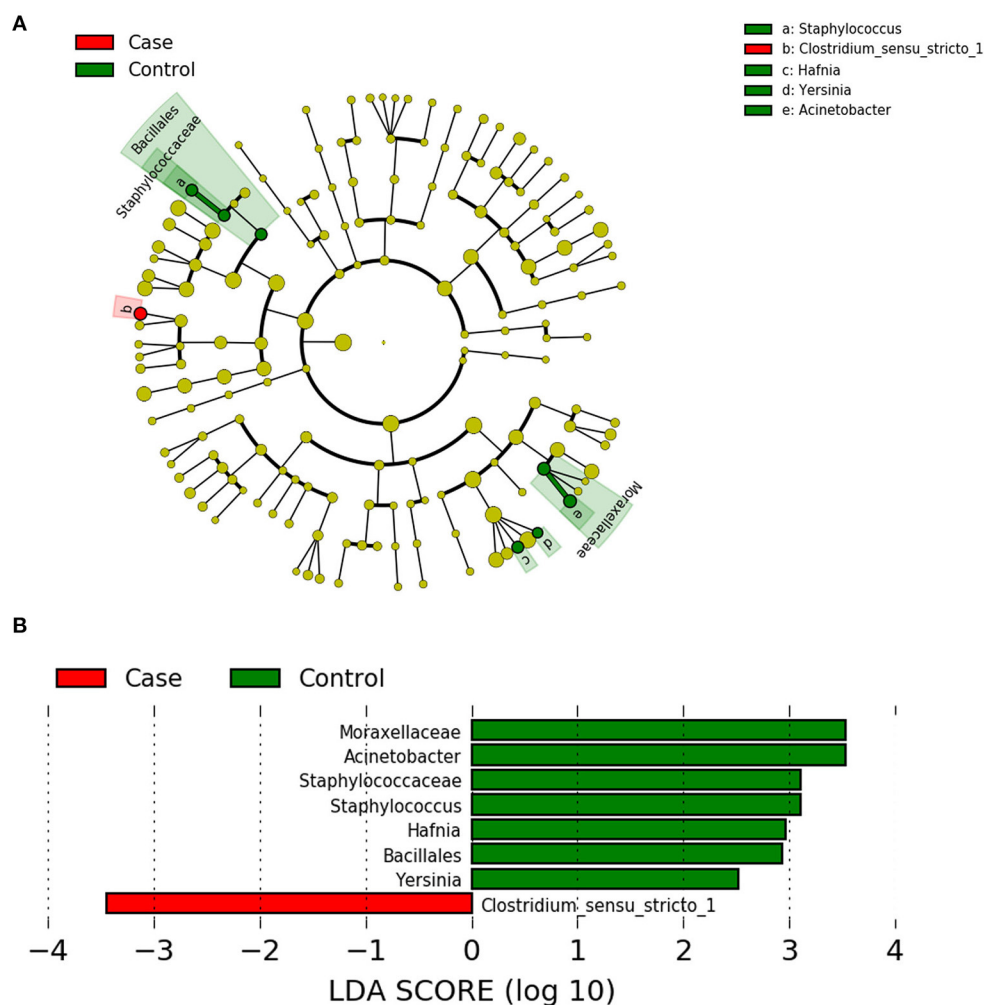 A
Case
Control
a: Staphylococcus
b: Clostridium_sensu_stricto_1
c: Hafnia
d: Yersinia
e: Acinetobacter
Bacillales
Staphylococcaceae
a
b
Moraxellaceae
e
d
c
B
Case
Control
Moraxellaceae
Acinetobacter
Staphylococcaceae
Staphylococcus
Hafnia
Bacillales
Yersinia
Clostridium_sensu_stricto_1
−4 −3 −2 −1 0 1 2 3 4
LDA SCORE (log 10)